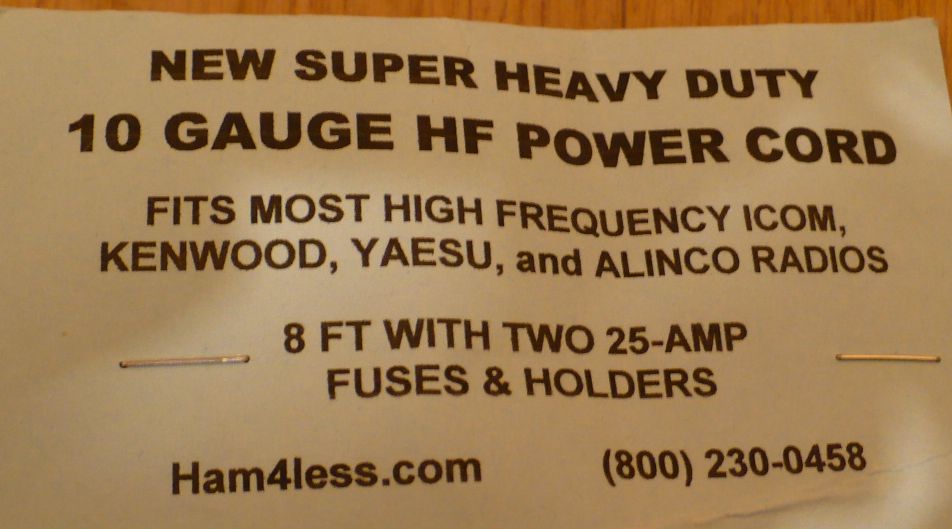 NEW SUPER HEAVY DUTY
10 GAUGE HF POWER CORD
FITS MOST HIGH FREQUENCY ICOM,
KENWOOD, YAESU, and ALINCO RADIOS
8 FT WITH TWO 25-AMP
FUSES & HOLDERS
Ham4less.com (800) 230-0458